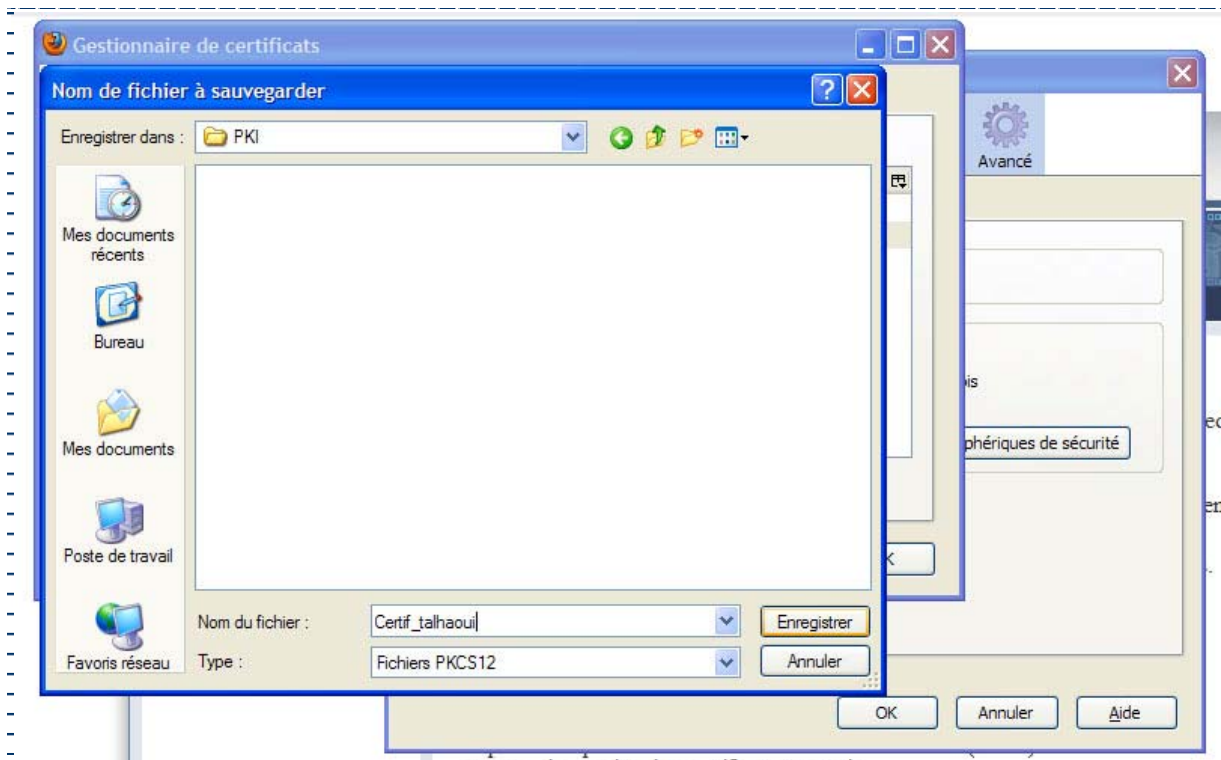 Gestionnaire de certificats
Nom de fichier à sauvegarder
Enregistrer dans :
PKI
Avancé
Mes documents
récents
Bureau
Mes documents
Poste de travail
Favoris réseau
phériques de sécurité
Nom du fichier :
Certif_talhaoui
Enregistrer
Type :
Fichiers PKCS12
Annuler
OK
Annuler
Aide